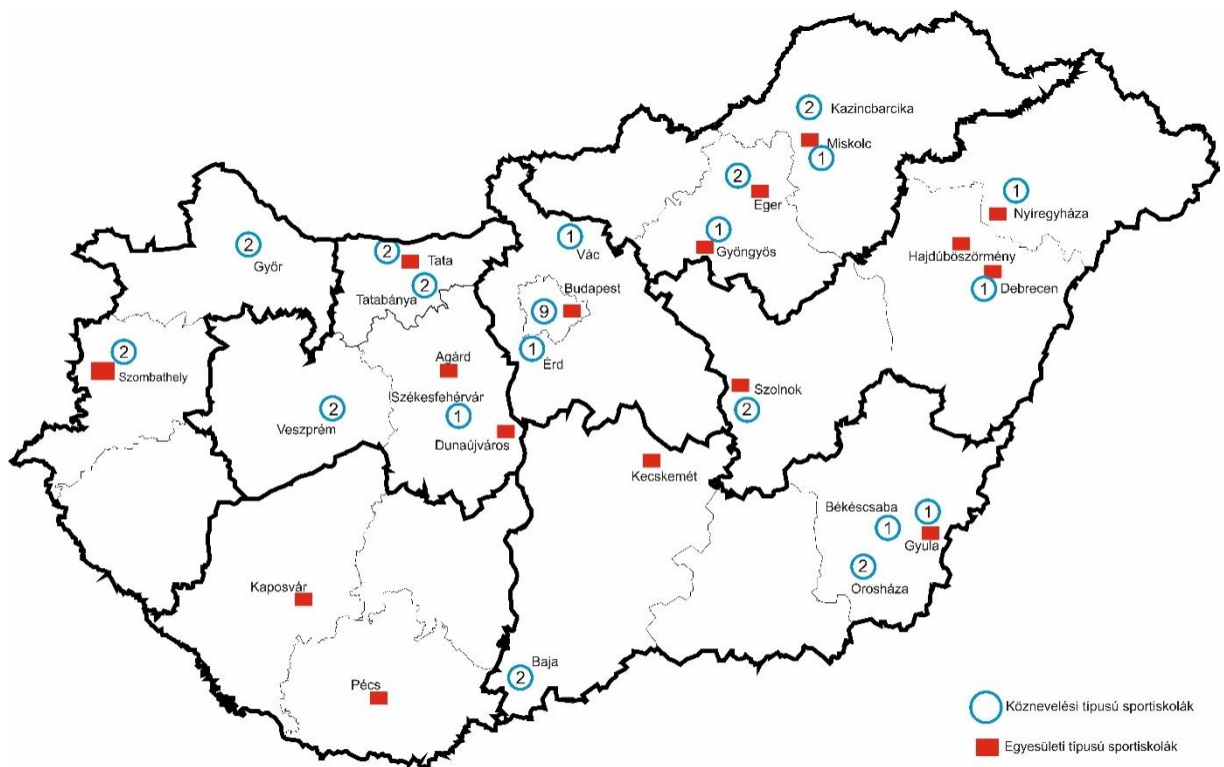 2
Kazincbarcika
Miskolc
1
2
Eger
1
Nyíregyháza
1
Gyöngyös
1
Vác
Hajdúböszörmény
1
Debrecen
2
Győr
2
Tata
2
Tatabánya
Budapest
9
1
Érd
2
Szombathely
Agárd
Székesfehérvár
1
Dunaújváros
2
Veszprém
Szolnok
2
Kecskemét
Békéscsaba
1
1
Gyula
2
Orosháza
Kaposvár
Pécs
Baja
2
Köznevelési típusú sportiskolák
Egyesületi típusú sportiskolák